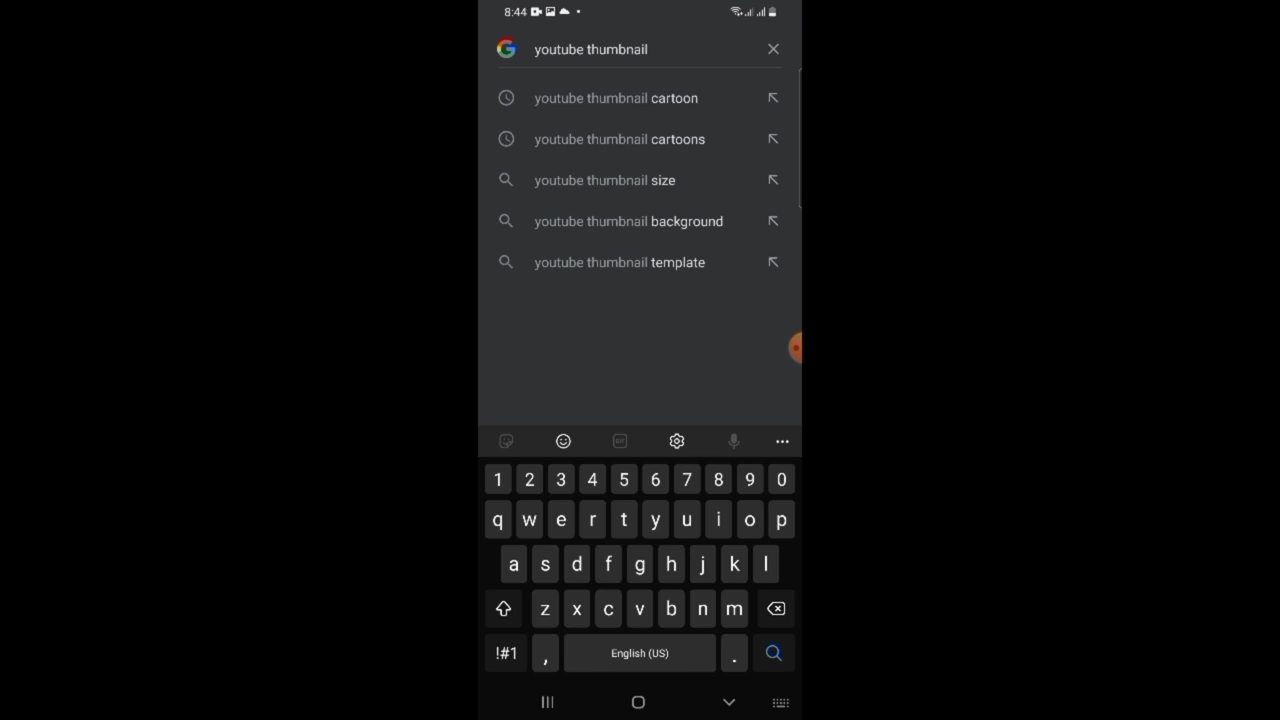 8:44
youtube thumbnail
youtube thumbnail cartoon
youtube thumbnail cartoons
youtube thumbnail size
youtube thumbnail background
youtube thumbnail template
GIF
1 2 3 4 5 6 7 8 9 0
q w e r t y u i o p
a s d f g h j k l
z x c v b n m
!#1 , English (US) .